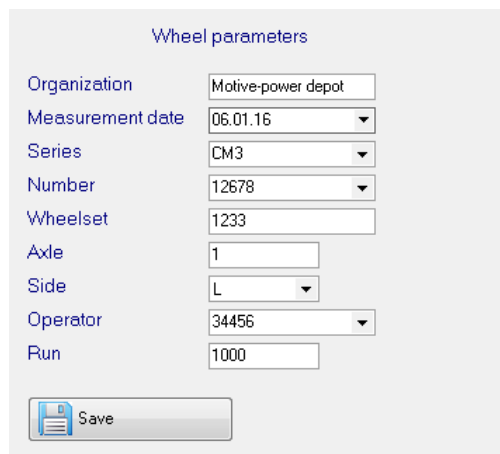 Wheel parameters
Organization Motive-power depot
Measurement date 06.01.16
Series CM3
Number 12678
Wheelset 1233
Axle 1
Side L
Operator 34456
Run 1000
Save